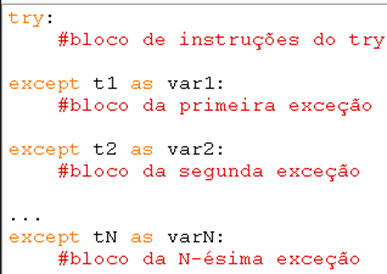 try:
    #bloco de instruções do try
except t1 as var1:
    #bloco da primeira exceção
except t2 as var2:
    #bloco da segunda exceção
...
except tN as varN:
    #bloco da N-ésima exceção